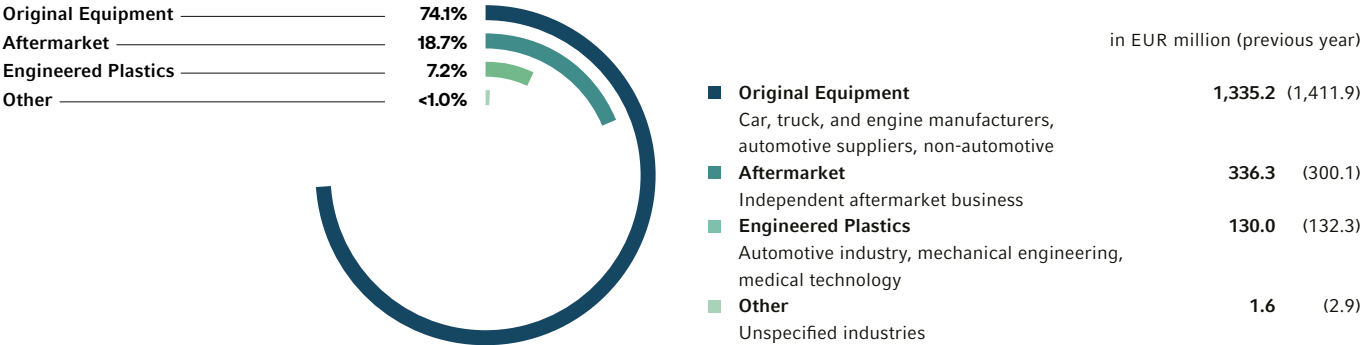 Original Equipment 74.1%
Aftermarket 18.7%
Engineered Plastics 7.2%
Other <1.0%
in EUR million (previous year)
Original Equipment 1,335.2 (1,411.9)
Car, truck, and engine manufacturers,
automotive suppliers, non-automotive
Aftermarket 336.3 (300.1)
Independent aftermarket business
Engineered Plastics 130.0 (132.3)
Automotive industry, mechanical engineering,
medical technology
Other 1.6 (2.9)
Unspecified industries